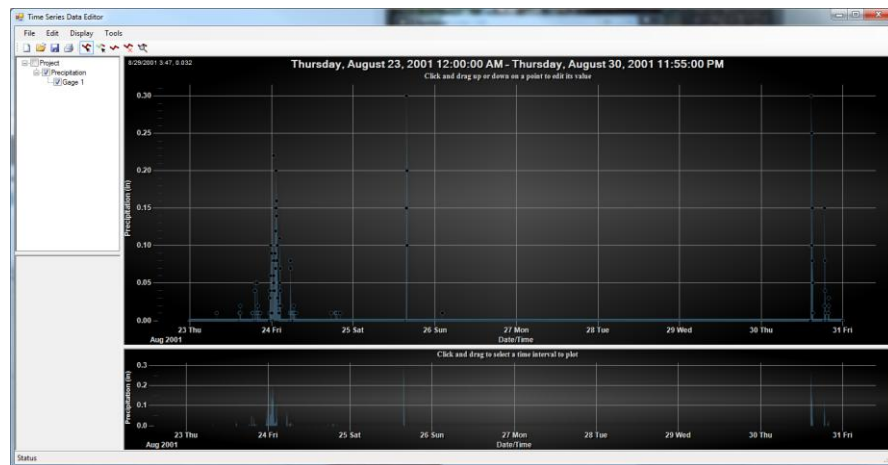 Time Series Data Editor
File Edit Display Tools
Project
Precipitation
Gage 1
8/29/2001 3:47, 0.032
Thursday, August 23, 2001 12:00:00 AM - Thursday, August 30, 2001 11:55:00 PM
Click and drag up or down on a point to edit its value
Precipitation (in)
0.30
0.25
0.20
0.15
0.10
0.05
0.00
23 Thu 24 Fri 25 Sat 26 Sun 27 Mon 28 Tue 29 Wed 30 Thu 31 Fri
Aug 2001
Date/Time
Click and drag to select a time interval to plot
Precipitation (in)
0.3
0.2
0.1
0.0
23 Thu 24 Fri 25 Sat 26 Sun 27 Mon 28 Tue 29 Wed 30 Thu 31 Fri
Aug 2001
Date/Time
Status